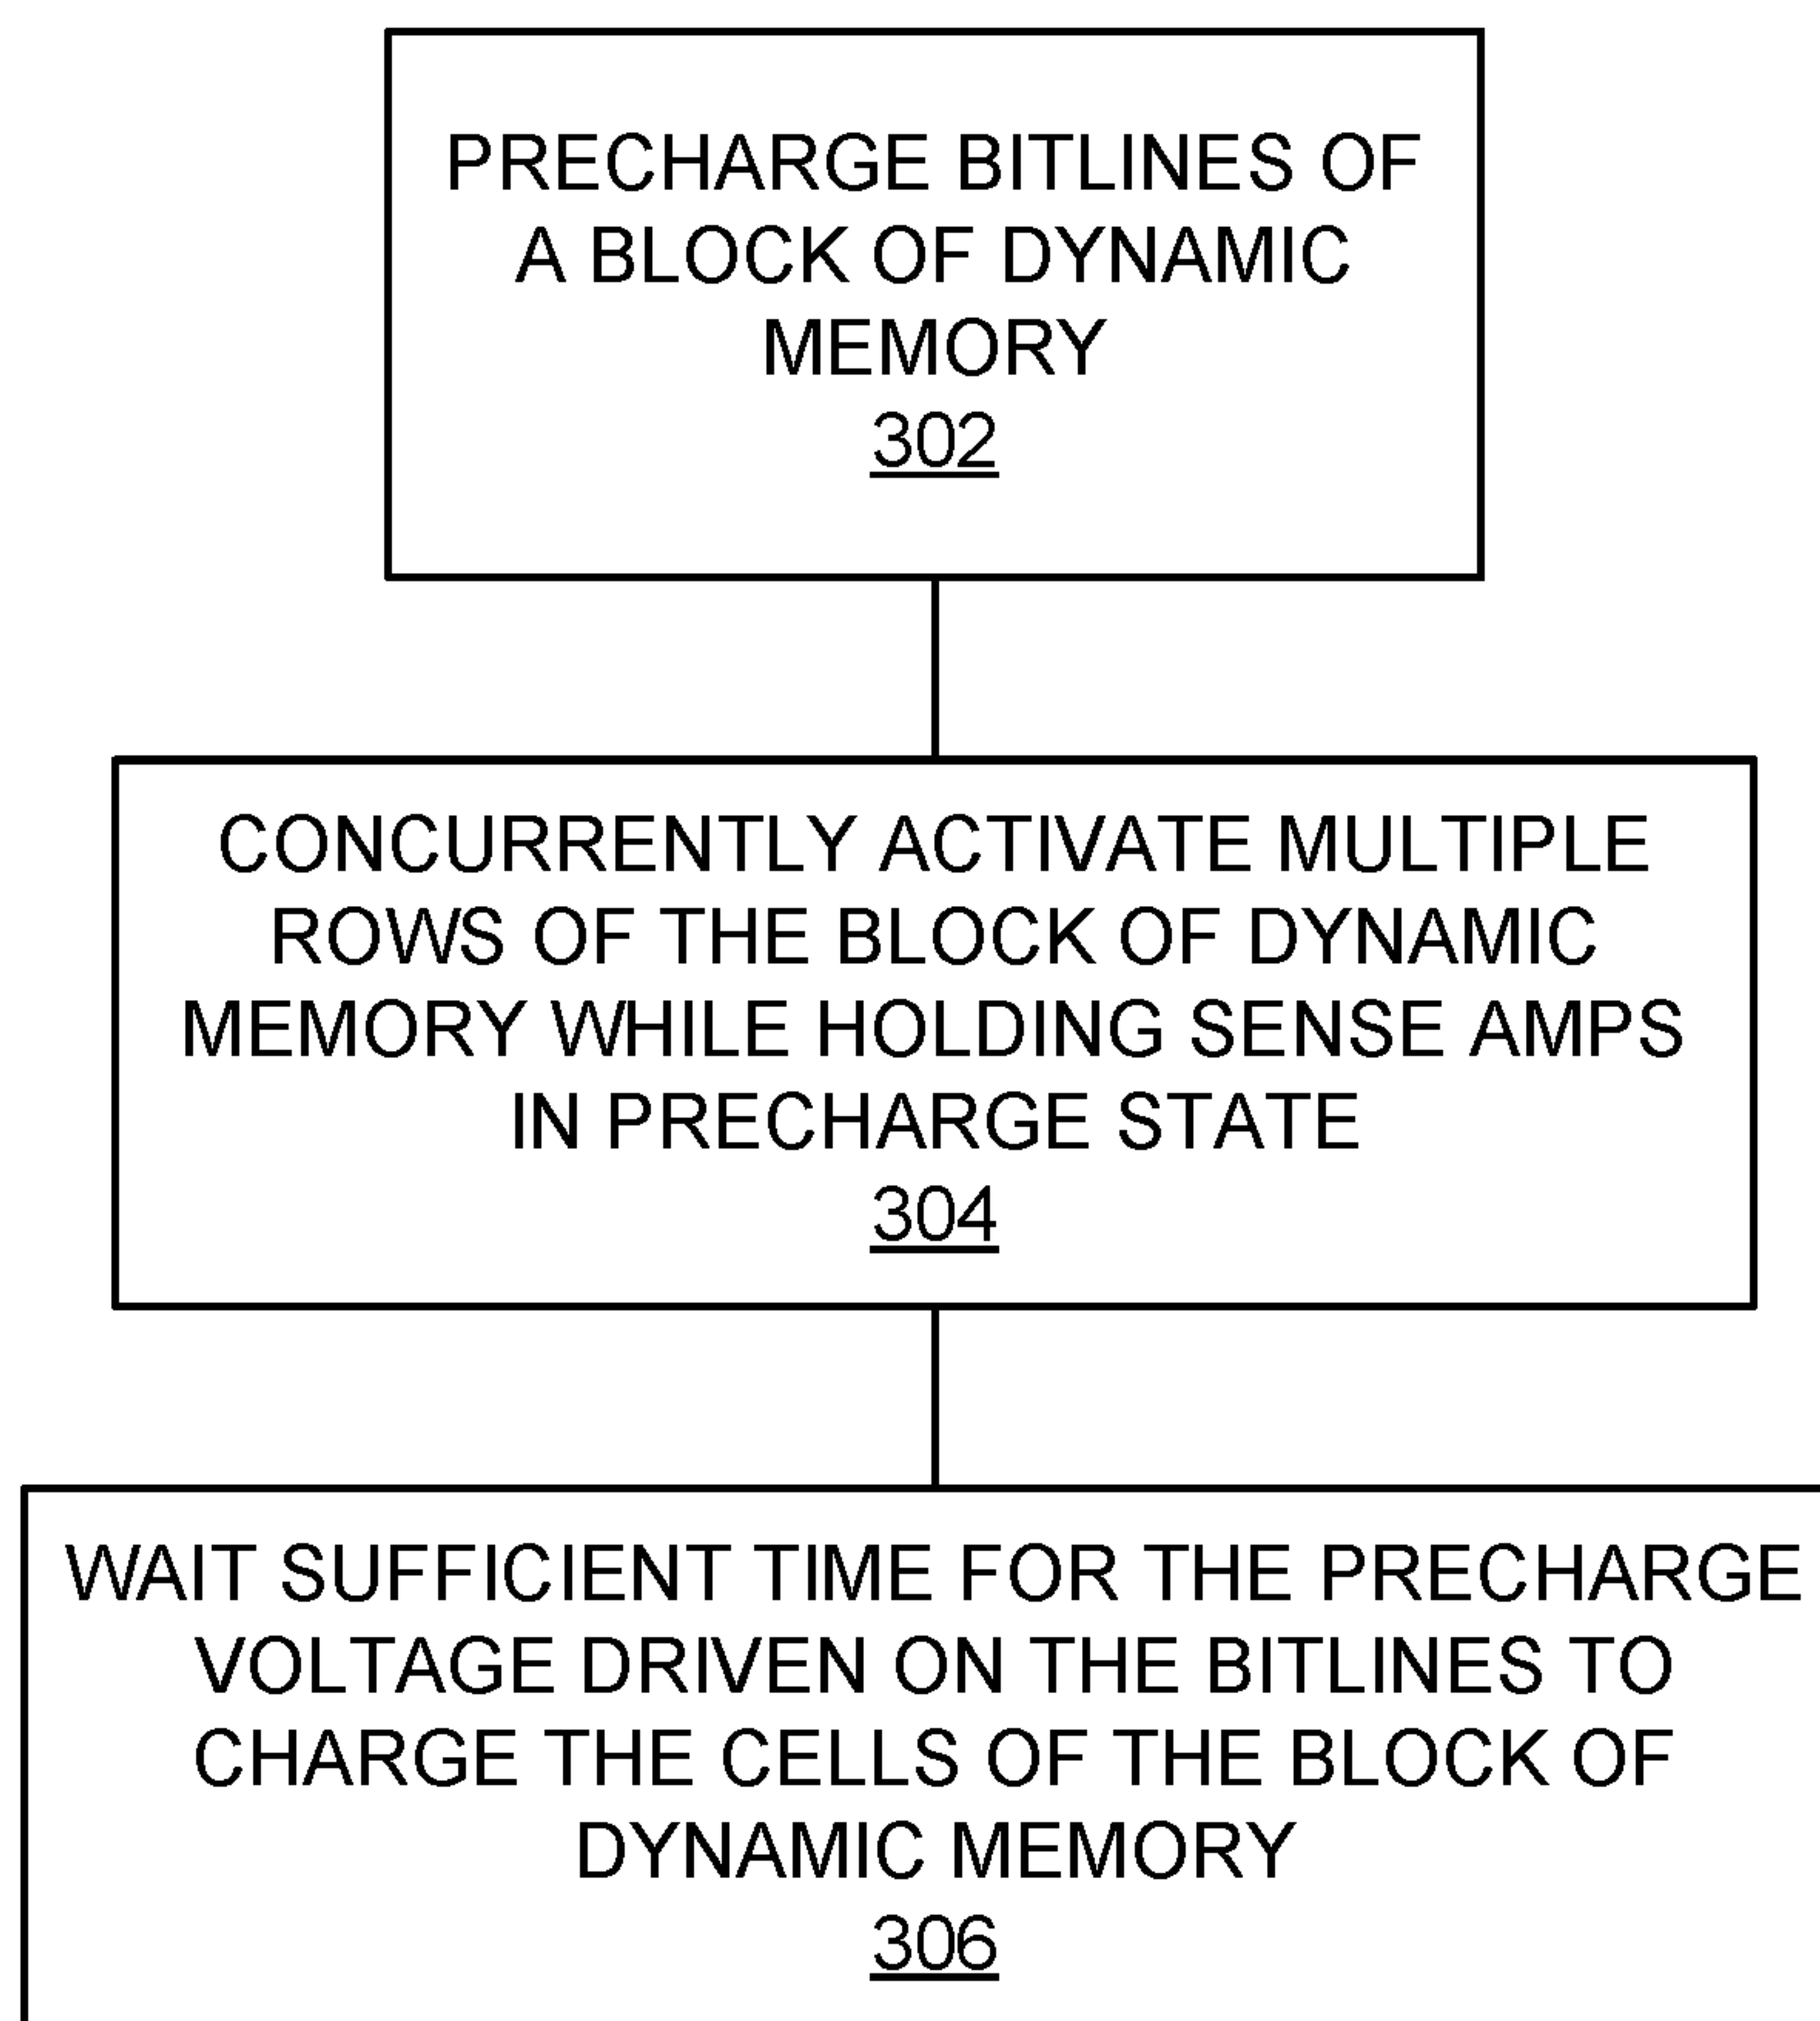 PRECHARGE BITLINES OF
A BLOCK OF DYNAMIC
MEMORY
302
CONCURRENTLY ACTIVATE MULTIPLE
ROWS OF THE BLOCK OF DYNAMIC
MEMORY WHILE HOLDING SENSE AMPS
IN PRECHARGE STATE
304
WAIT SUFFICIENT TIME FOR THE PRECHARGE
VOLTAGE DRIVEN ON THE BITLINES TO
CHARGE THE CELLS OF THE BLOCK OF
DYNAMIC MEMORY
306